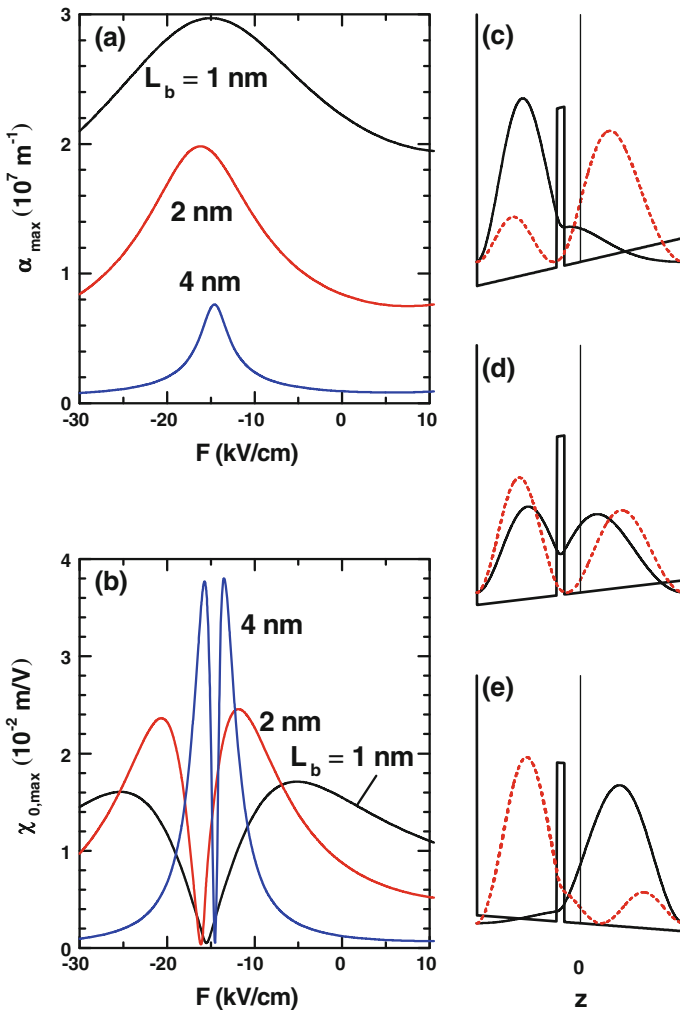 (a)
L_b = 1 nm
2 nm
4 nm
α_max (10^7 m^-1)
3
2
1
0
-30
-20
-10
0
10
F (kV/cm)
(b)
4 nm
2 nm
L_b = 1 nm
χ_0,max (10^-2 m/V)
4
3
2
1
0
-30
-20
-10
0
10
F (kV/cm)
(c)
(d)
(e)
0
z